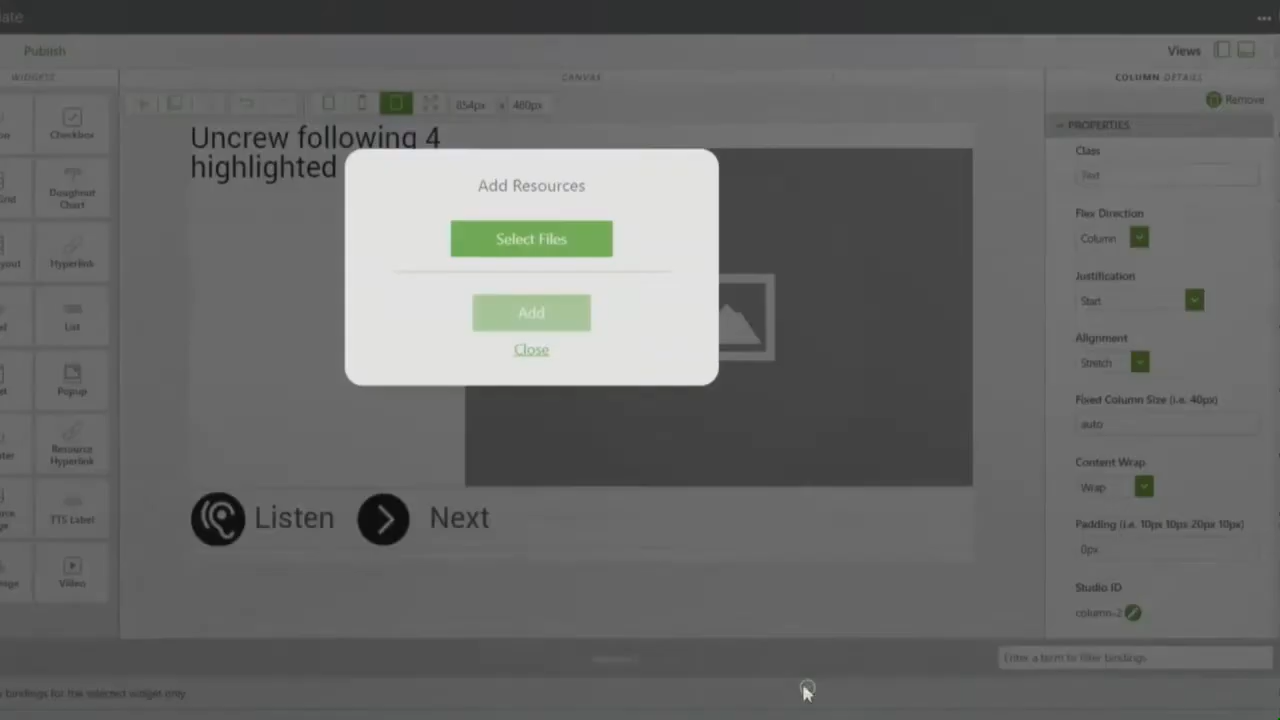 Publish
Views
WIDGETS
CANVAS
COLUMN DETAILS
854px x 480px
Remove
PROPERTIES
Checkbox
Doughnut
Chart
Hyperlink
List
Popup
Resource
Hyperlink
TTS Label
Video
Uncrew following 4
highlighted
Add Resources
Select Files
Add
Close
Listen
Next
Class
Text
Flex Direction
Column
Justification
Start
Alignment
Stretch
Fixed Column Size (i.e. 40px)
auto
Content Wrap
Wrap
Padding (i.e. 10px 10px 20px 10px)
0px
Studio ID
column-2
Enter a term to filter bindings
bindings for the selected widget only